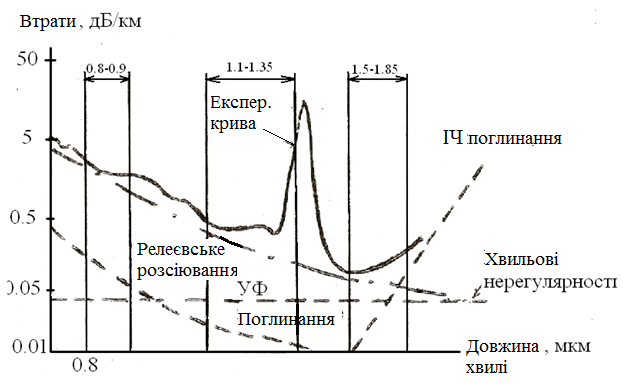 Втрати , дБ/км
50
0.8-0.9
1.1-1.35
1.5-1.85
Експер.
крива
5
ІЧ поглинання
0.5
Релеєвське
розсіювання
Хвильові
нерегулярності
0.05
УФ
Поглинання
0.01
Довжина , мкм
хвилі
0.8